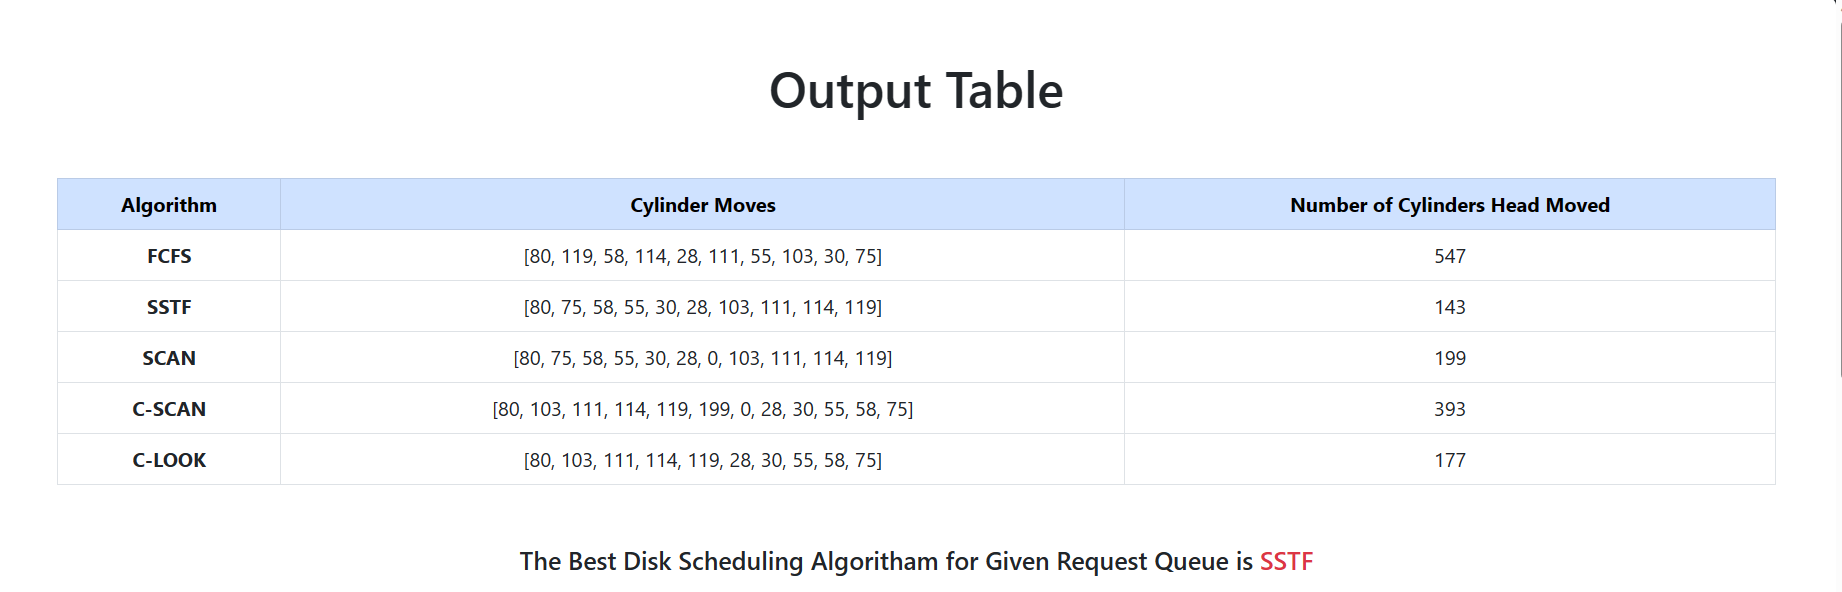 Output Table
Algorithm Cylinder Moves Number of Cylinders Head Moved
FCFS [80, 119, 58, 114, 28, 111, 55, 103, 30, 75] 547
SSTF [80, 75, 58, 55, 30, 28, 103, 111, 114, 119] 143
SCAN [80, 75, 58, 55, 30, 28, 0, 103, 111, 114, 119] 199
C-SCAN [80, 103, 111, 114, 119, 199, 0, 28, 30, 55, 58, 75] 393
C-LOOK [80, 103, 111, 114, 119, 28, 30, 55, 58, 75] 177
The Best Disk Scheduling Algoritham for Given Request Queue is SSTF